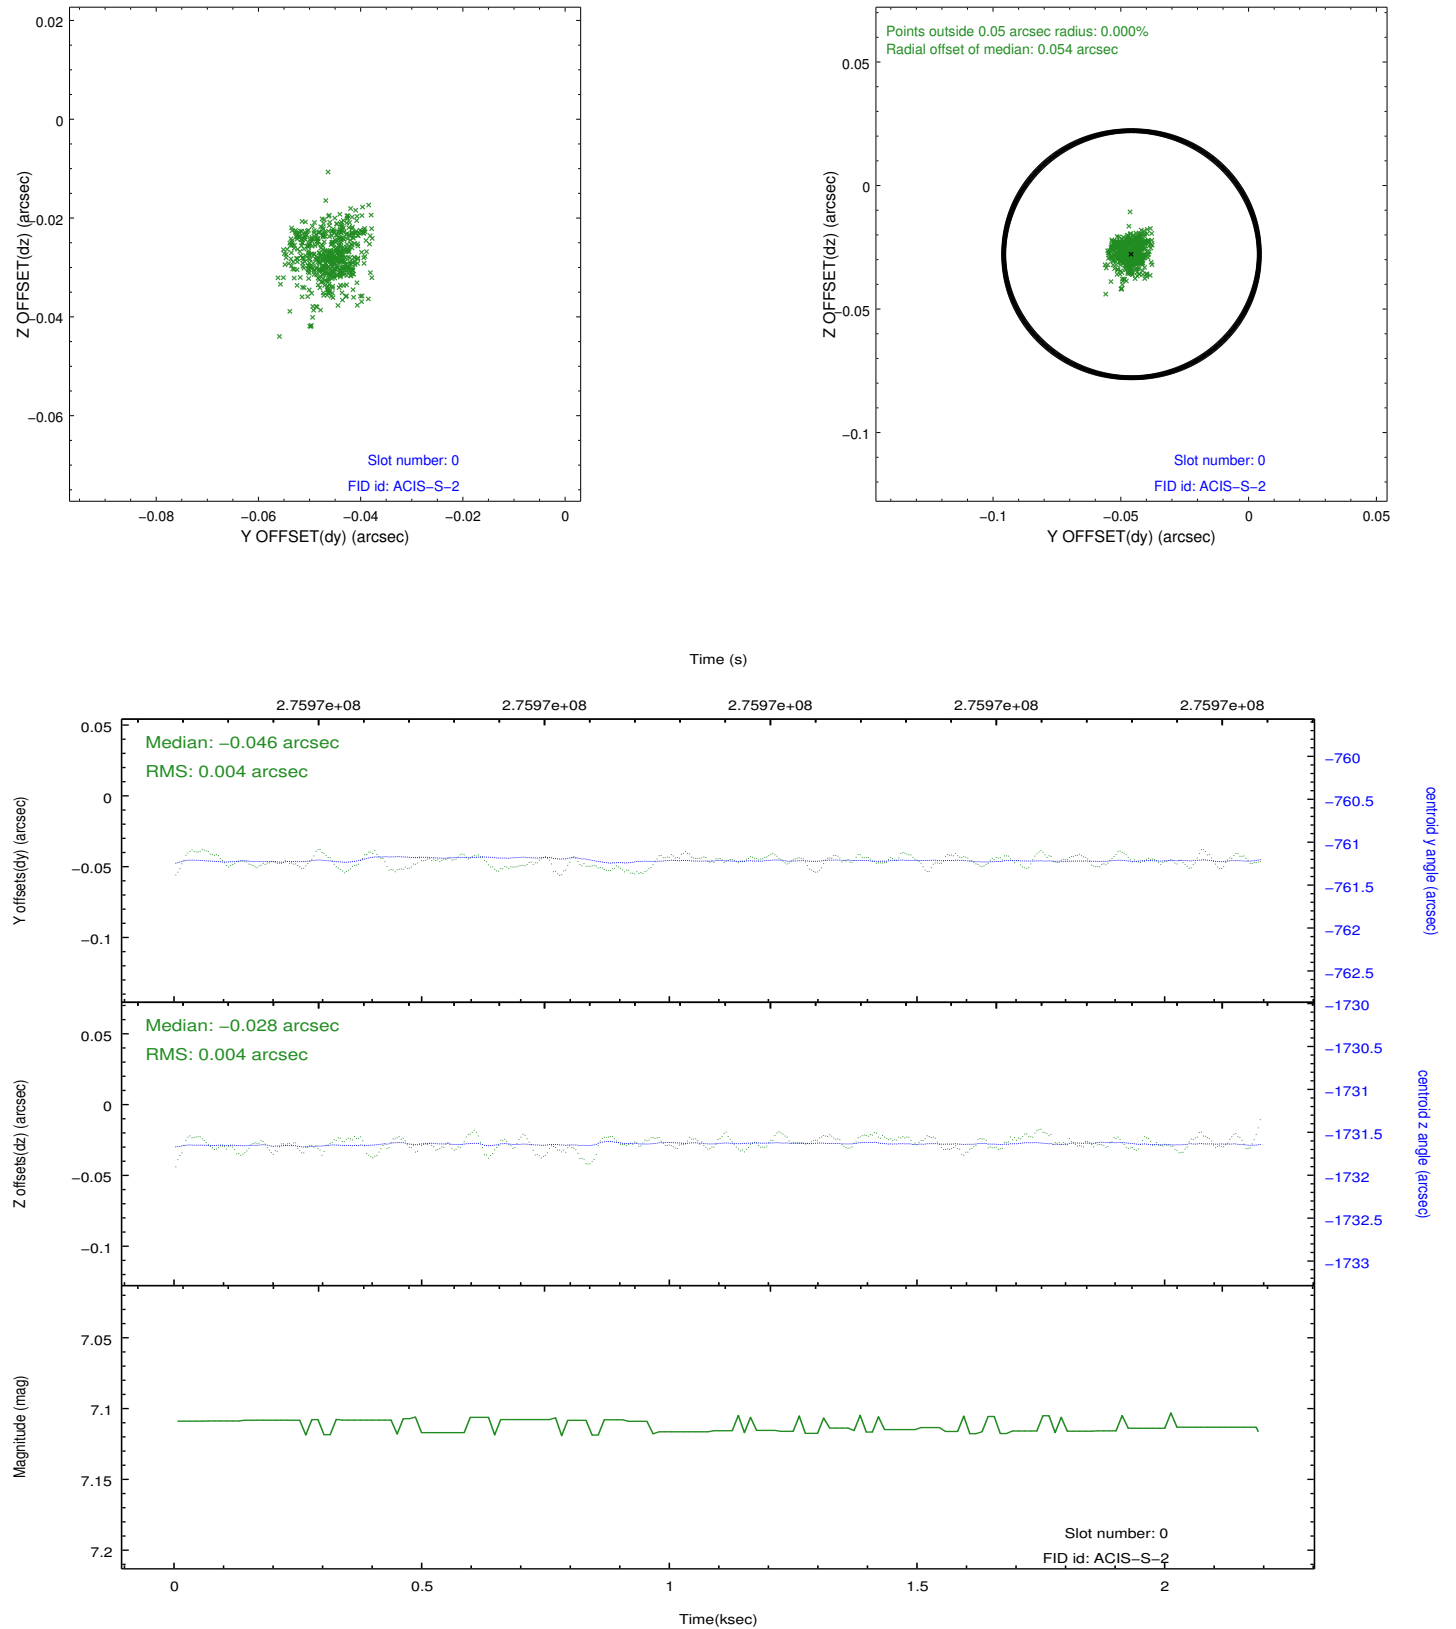 0.02
0
−0.02
−0.04
−0.06
Z OFFSET(dz) (arcsec)
Slot number: 0
FID id: ACIS−S−2
−0.08
−0.06
−0.04
−0.02
0
Y OFFSET(dy) (arcsec)
Points outside 0.05 arcsec radius: 0.000%
Radial offset of median: 0.054 arcsec
0.05
0
−0.05
−0.1
Z OFFSET(dz) (arcsec)
Slot number: 0
FID id: ACIS−S−2
−0.1
−0.05
0
0.05
Y OFFSET(dy) (arcsec)
Time (s)
2.7597e+08
2.7597e+08
2.7597e+08
2.7597e+08
2.7597e+08
Median: −0.046 arcsec
RMS: 0.004 arcsec
0.05
0
−0.05
−0.1
Y offsets(dy) (arcsec)
−760
−760.5
−761
−761.5
−762
−762.5
centroid y angle (arcsec)
Median: −0.028 arcsec
RMS: 0.004 arcsec
0.05
0
−0.05
−0.1
Z offsets(dz) (arcsec)
−1730
−1730.5
−1731
−1731.5
−1732
−1732.5
−1733
centroid z angle (arcsec)
7.05
7.1
7.15
7.2
Magnitude (mag)
Slot number: 0
FID id: ACIS−S−2
0
0.5
1
1.5
2
Time(ksec)